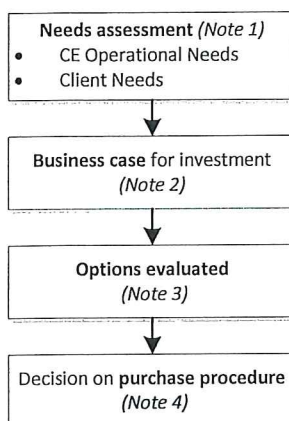 Needs assessment (Note 1)
• CE Operational Needs
• Client Needs
Business case for investment
(Note 2)
Options evaluated
(Note 3)
Decision on purchase procedure
(Note 4)